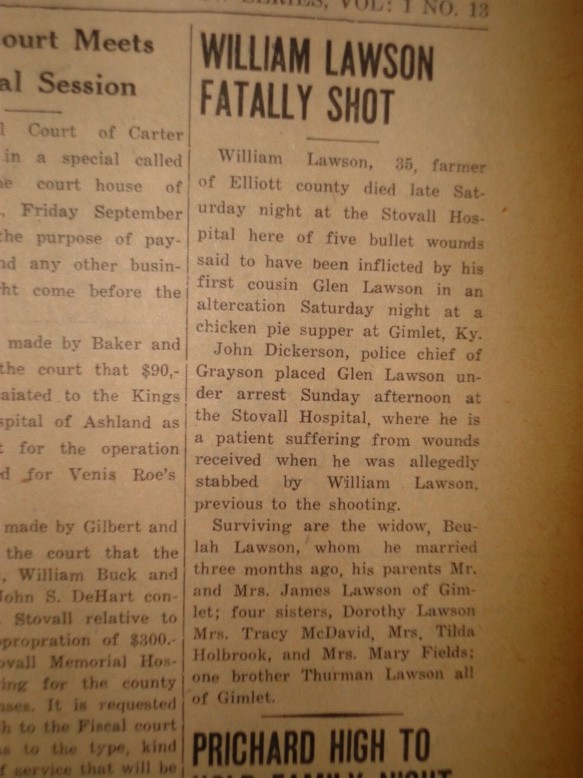 SERIES, VOL: 1 NO. 13
ourt Meets
al Session
l Court of Carter
in a special called
e court house of
., Friday September
the purpose of pay-
nd any other busin-
ht come before the
made by Baker and
the court that $90,-
aiated to the Kings
spital of Ashland as
t for the operation
d for Venis Roe's
made by Gilbert and
the court that the
, William Buck and
John S. DeHart con-
. Stovall relative to
ppropration of $300.-
ovall Memorial Hos-
ing for the county
nses. It is requested
h to the Fiscal court
as to the type, kind
f service that will be
WILLIAM LAWSON
FATALLY SHOT
William Lawson, 35, farmer
of Elliott county died late Sat-
urday night at the Stovall Hos-
pital here of five bullet wounds
said to have been inflicted by his
first cousin Glen Lawson in an
altercation Saturday night at a
chicken pie supper at Gimlet, Ky.
John Dickerson, police chief of
Grayson placed Glen Lawson un-
der arrest Sunday afternoon at
the Stovall Hospital, where he is
a patient suffering from wounds
received when he was allegedly
stabbed by William Lawson,
previous to the shooting.
Surviving are the widow, Beu-
lah Lawson, whom he married
three months ago, his parents Mr.
and Mrs. James Lawson of Gim-
let; four sisters, Dorothy Lawson
Mrs. Tracy McDavid, Mrs. Tilda
Holbrook, and Mrs. Mary Fields;
one brother Thurman Lawson all
of Gimlet.
PRICHARD HIGH TO
HOLD FAMILY NIGHT